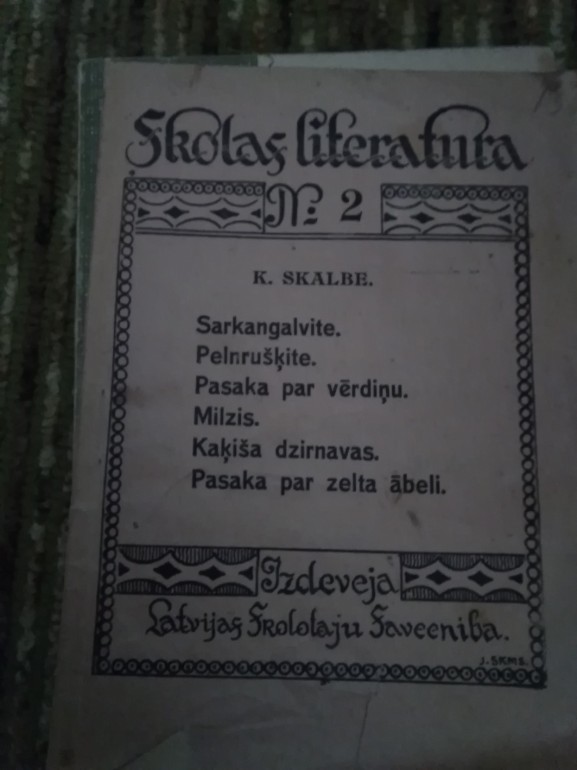 Skolas literatura
№ 2
K. SKALBE.
Sarkangalvite.
Pelnrušķite.
Pasaka par vērdiņu.
Milzis.
Kaķiša dzirnavas.
Pasaka par zelta ābeli.
Izdeveja
Latvijas Skolotaju Saveeniba.